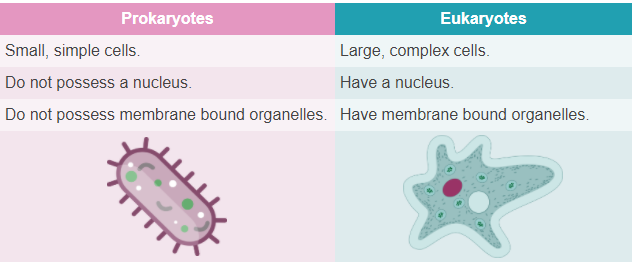 Prokaryotes Eukaryotes
Small, simple cells. Large, complex cells.
Do not possess a nucleus. Have a nucleus.
Do not possess membrane bound organelles. Have membrane bound organelles.